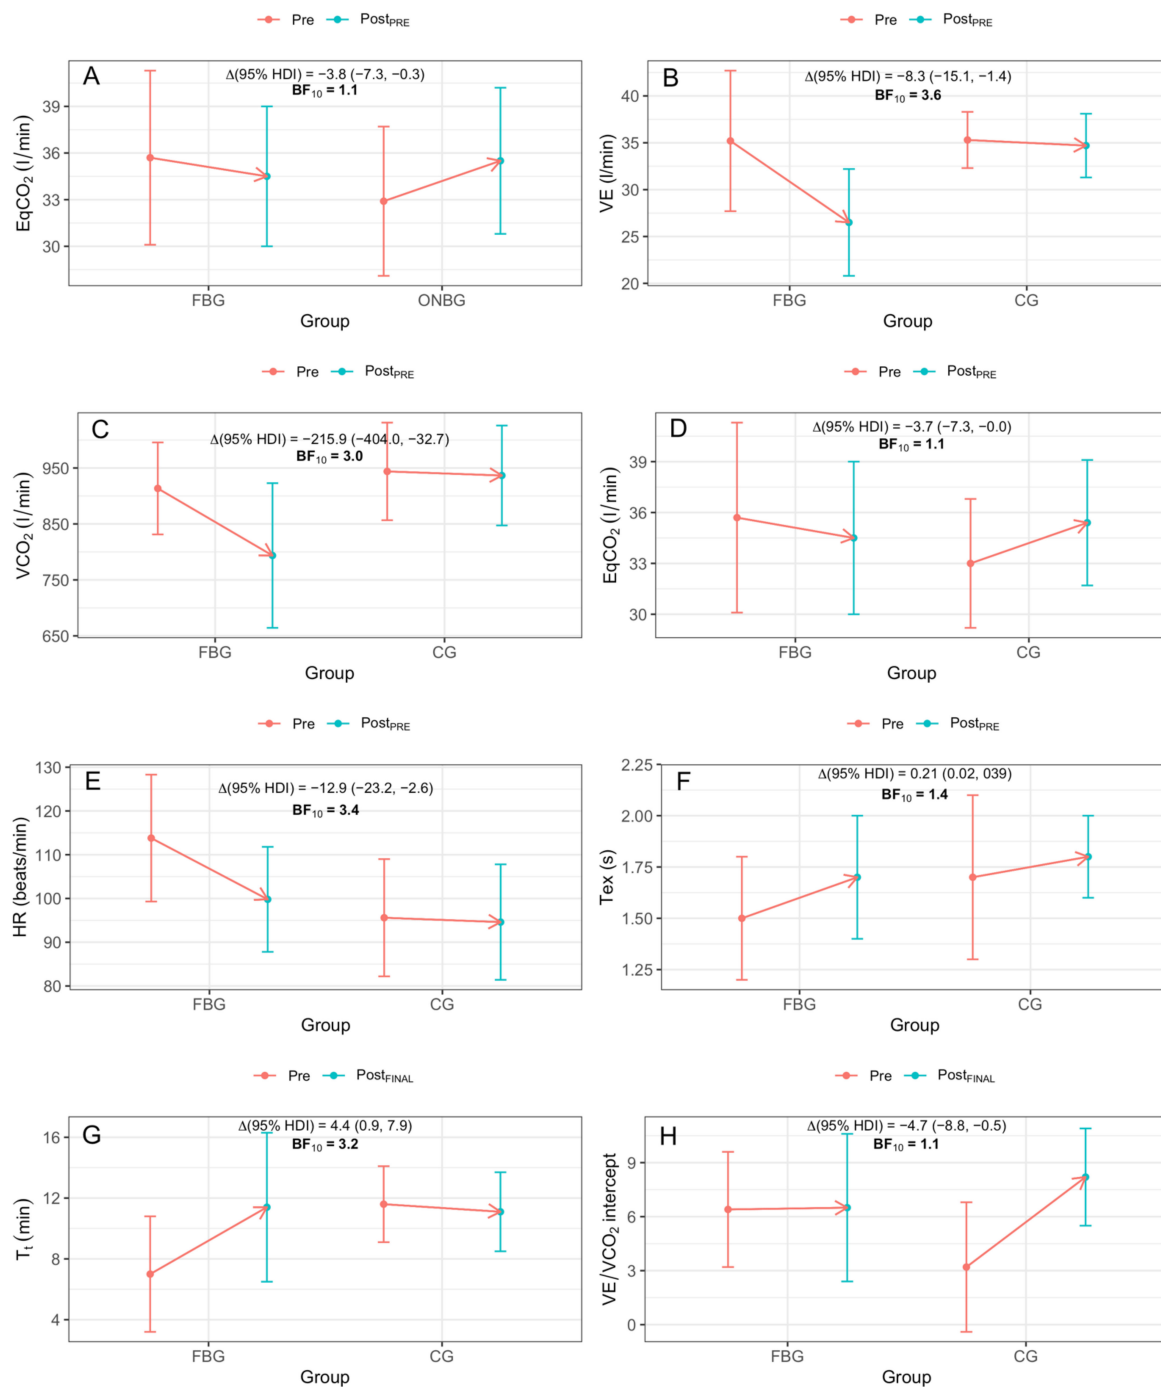 Pre Post_PRE
A
Δ(95% HDI) = −3.8 (−7.3, −0.3)
BF₁₀ = 1.1
EqCO₂ (l/min)
39
36
33
30
FBG ONBG
Group
Pre Post_PRE
B
Δ(95% HDI) = −8.3 (−15.1, −1.4)
BF₁₀ = 3.6
VE (l/min)
40
35
30
25
20
FBG CG
Group
Pre Post_PRE
C
Δ(95% HDI) = −215.9 (−404.0, −32.7)
BF₁₀ = 3.0
VCO₂ (l/min)
950
850
750
650
FBG CG
Group
Pre Post_PRE
D
Δ(95% HDI) = −3.7 (−7.3, −0.0)
BF₁₀ = 1.1
EqCO₂ (l/min)
39
36
33
30
FBG CG
Group
Pre Post_PRE
E
Δ(95% HDI) = −12.9 (−23.2, −2.6)
BF₁₀ = 3.4
HR (beats/min)
130
120
110
100
90
80
FBG CG
Group
Pre Post_PRE
F
Δ(95% HDI) = 0.21 (0.02, 039)
BF₁₀ = 1.4
Tex (s)
2.25
2.00
1.75
1.50
1.25
FBG CG
Group
Pre Post_FINAL
G
Δ(95% HDI) = 4.4 (0.9, 7.9)
BF₁₀ = 3.2
Tₜ (min)
16
12
8
4
FBG CG
Group
Pre Post_FINAL
H
Δ(95% HDI) = −4.7 (−8.8, −0.5)
BF₁₀ = 1.1
VE/VCO₂ intercept
9
6
3
0
FBG CG
Group